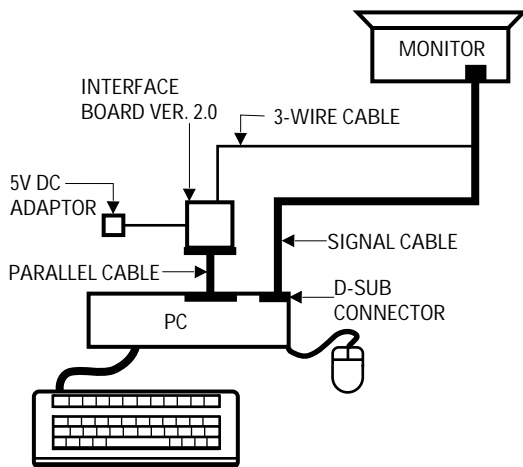 MONITOR
INTERFACE
BOARD VER. 2.0
3-WIRE CABLE
5V DC
ADAPTOR
SIGNAL CABLE
PARALLEL CABLE
D-SUB
CONNECTOR
PC